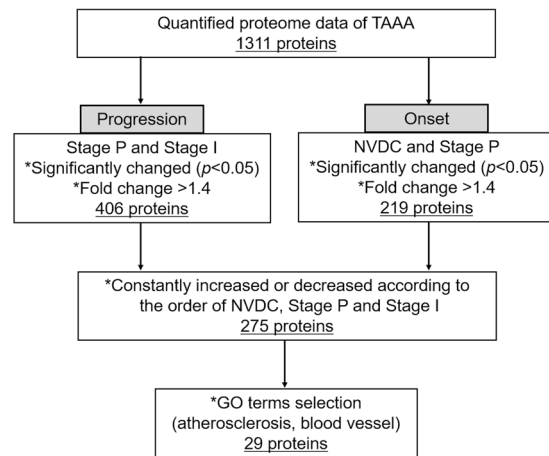 Quantified proteome data of TAAA
1311 proteins
Progression
Stage P and Stage I
*Significantly changed (p<0.05)
*Fold change >1.4
406 proteins
Onset
NVDC and Stage P
*Significantly changed (p<0.05)
*Fold change >1.4
219 proteins
*Constantly increased or decreased according to
the order of NVDC, Stage P and Stage I
275 proteins
*GO terms selection
(atherosclerosis, blood vessel)
29 proteins